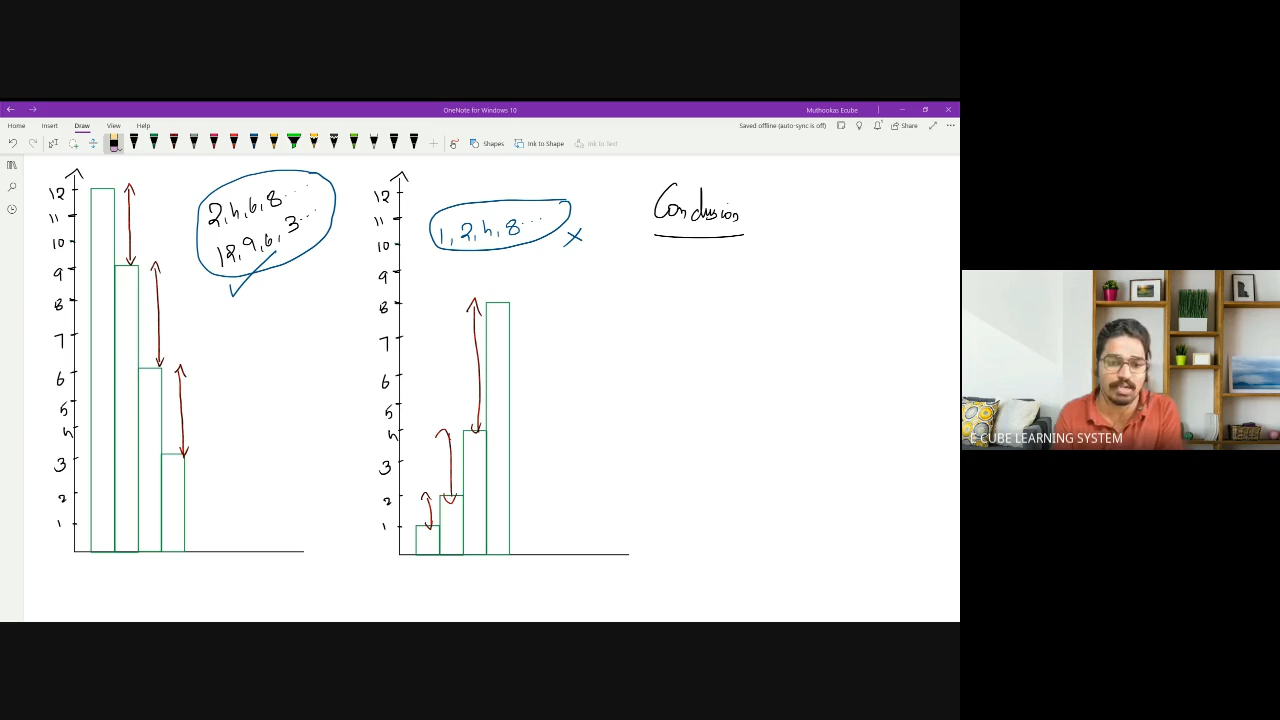 OneNote for Windows 10
Muthookas Ecube
Home Insert Draw View Help
Saved offline (auto-sync is off)
Share
Shapes
Ink to Shape
Ink to Text
12
11
10
9
8
7
6
5
4
3
2
1
2, 4, 6, 8 ....
12, 9, 6, 3 ...
12
11
10
9
8
7
6
5
4
3
2
1
1, 2, 4, 8 ...
Conclusion
E CUBE LEARNING SYSTEM